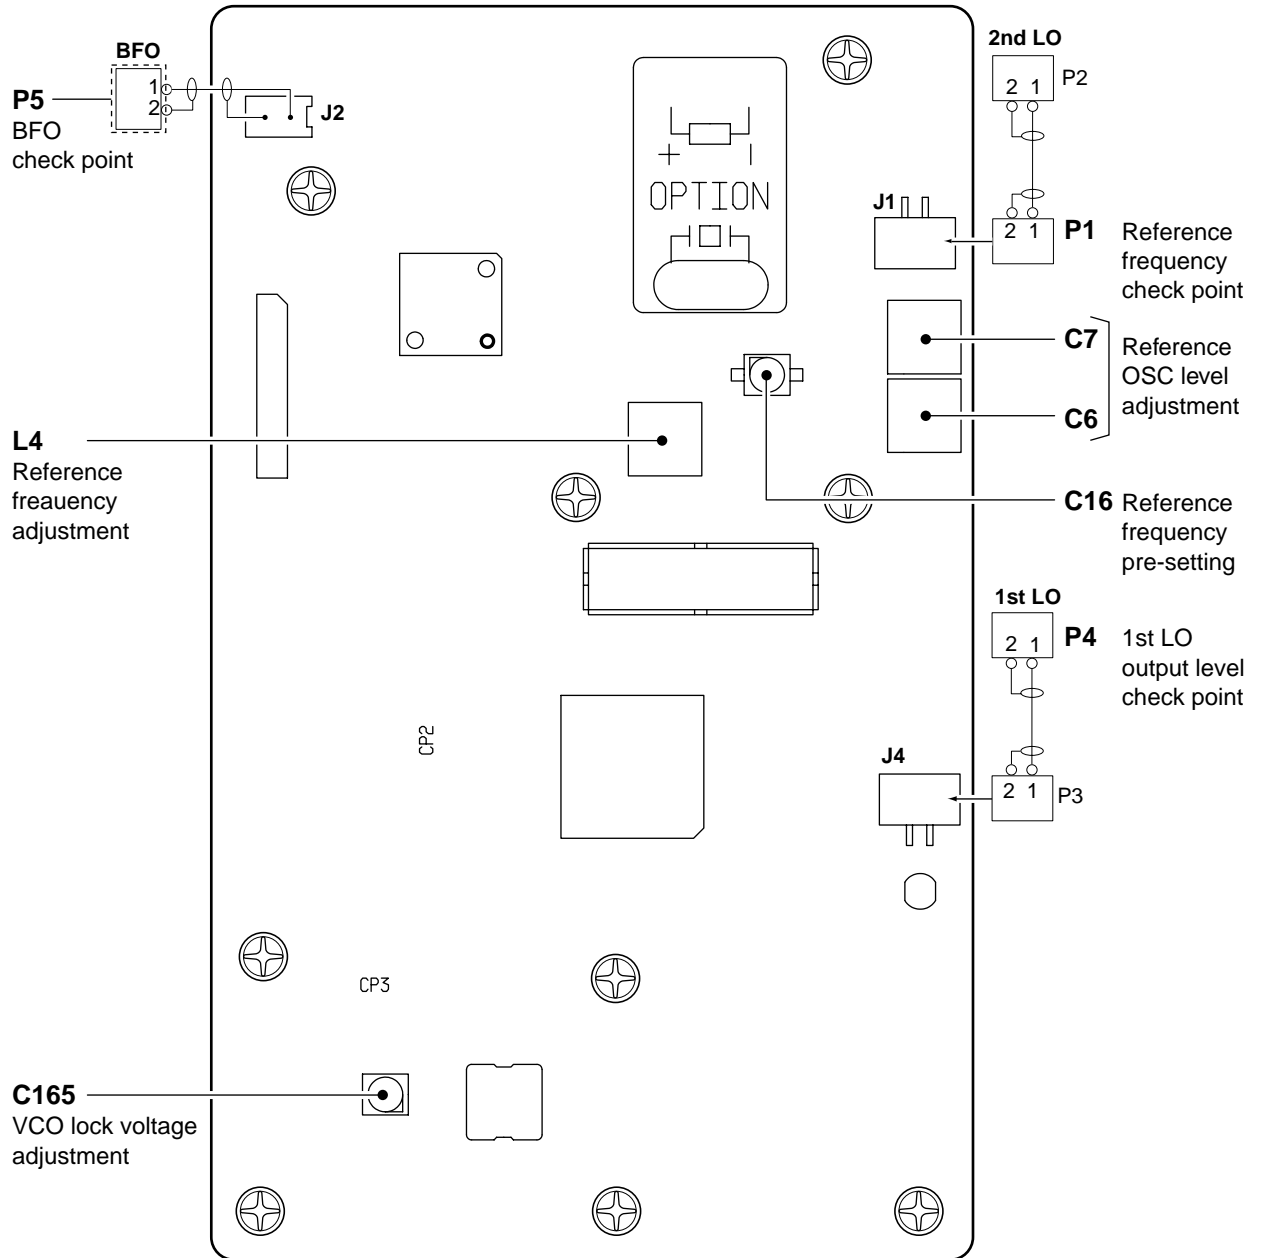 BFO
1
2
P5
BFO
check point
J2
+ −
OPTION
2nd LO
2 1
P2
J1
2 1
P1
Reference
frequency
check point
C7
C6
Reference
OSC level
adjustment
L4
Reference
freauency
adjustment
C16
Reference
frequency
pre-setting
1st LO
2 1
P4
1st LO
output level
check point
CP2
J4
2 1
P3
CP3
C165
VCO lock voltage
adjustment